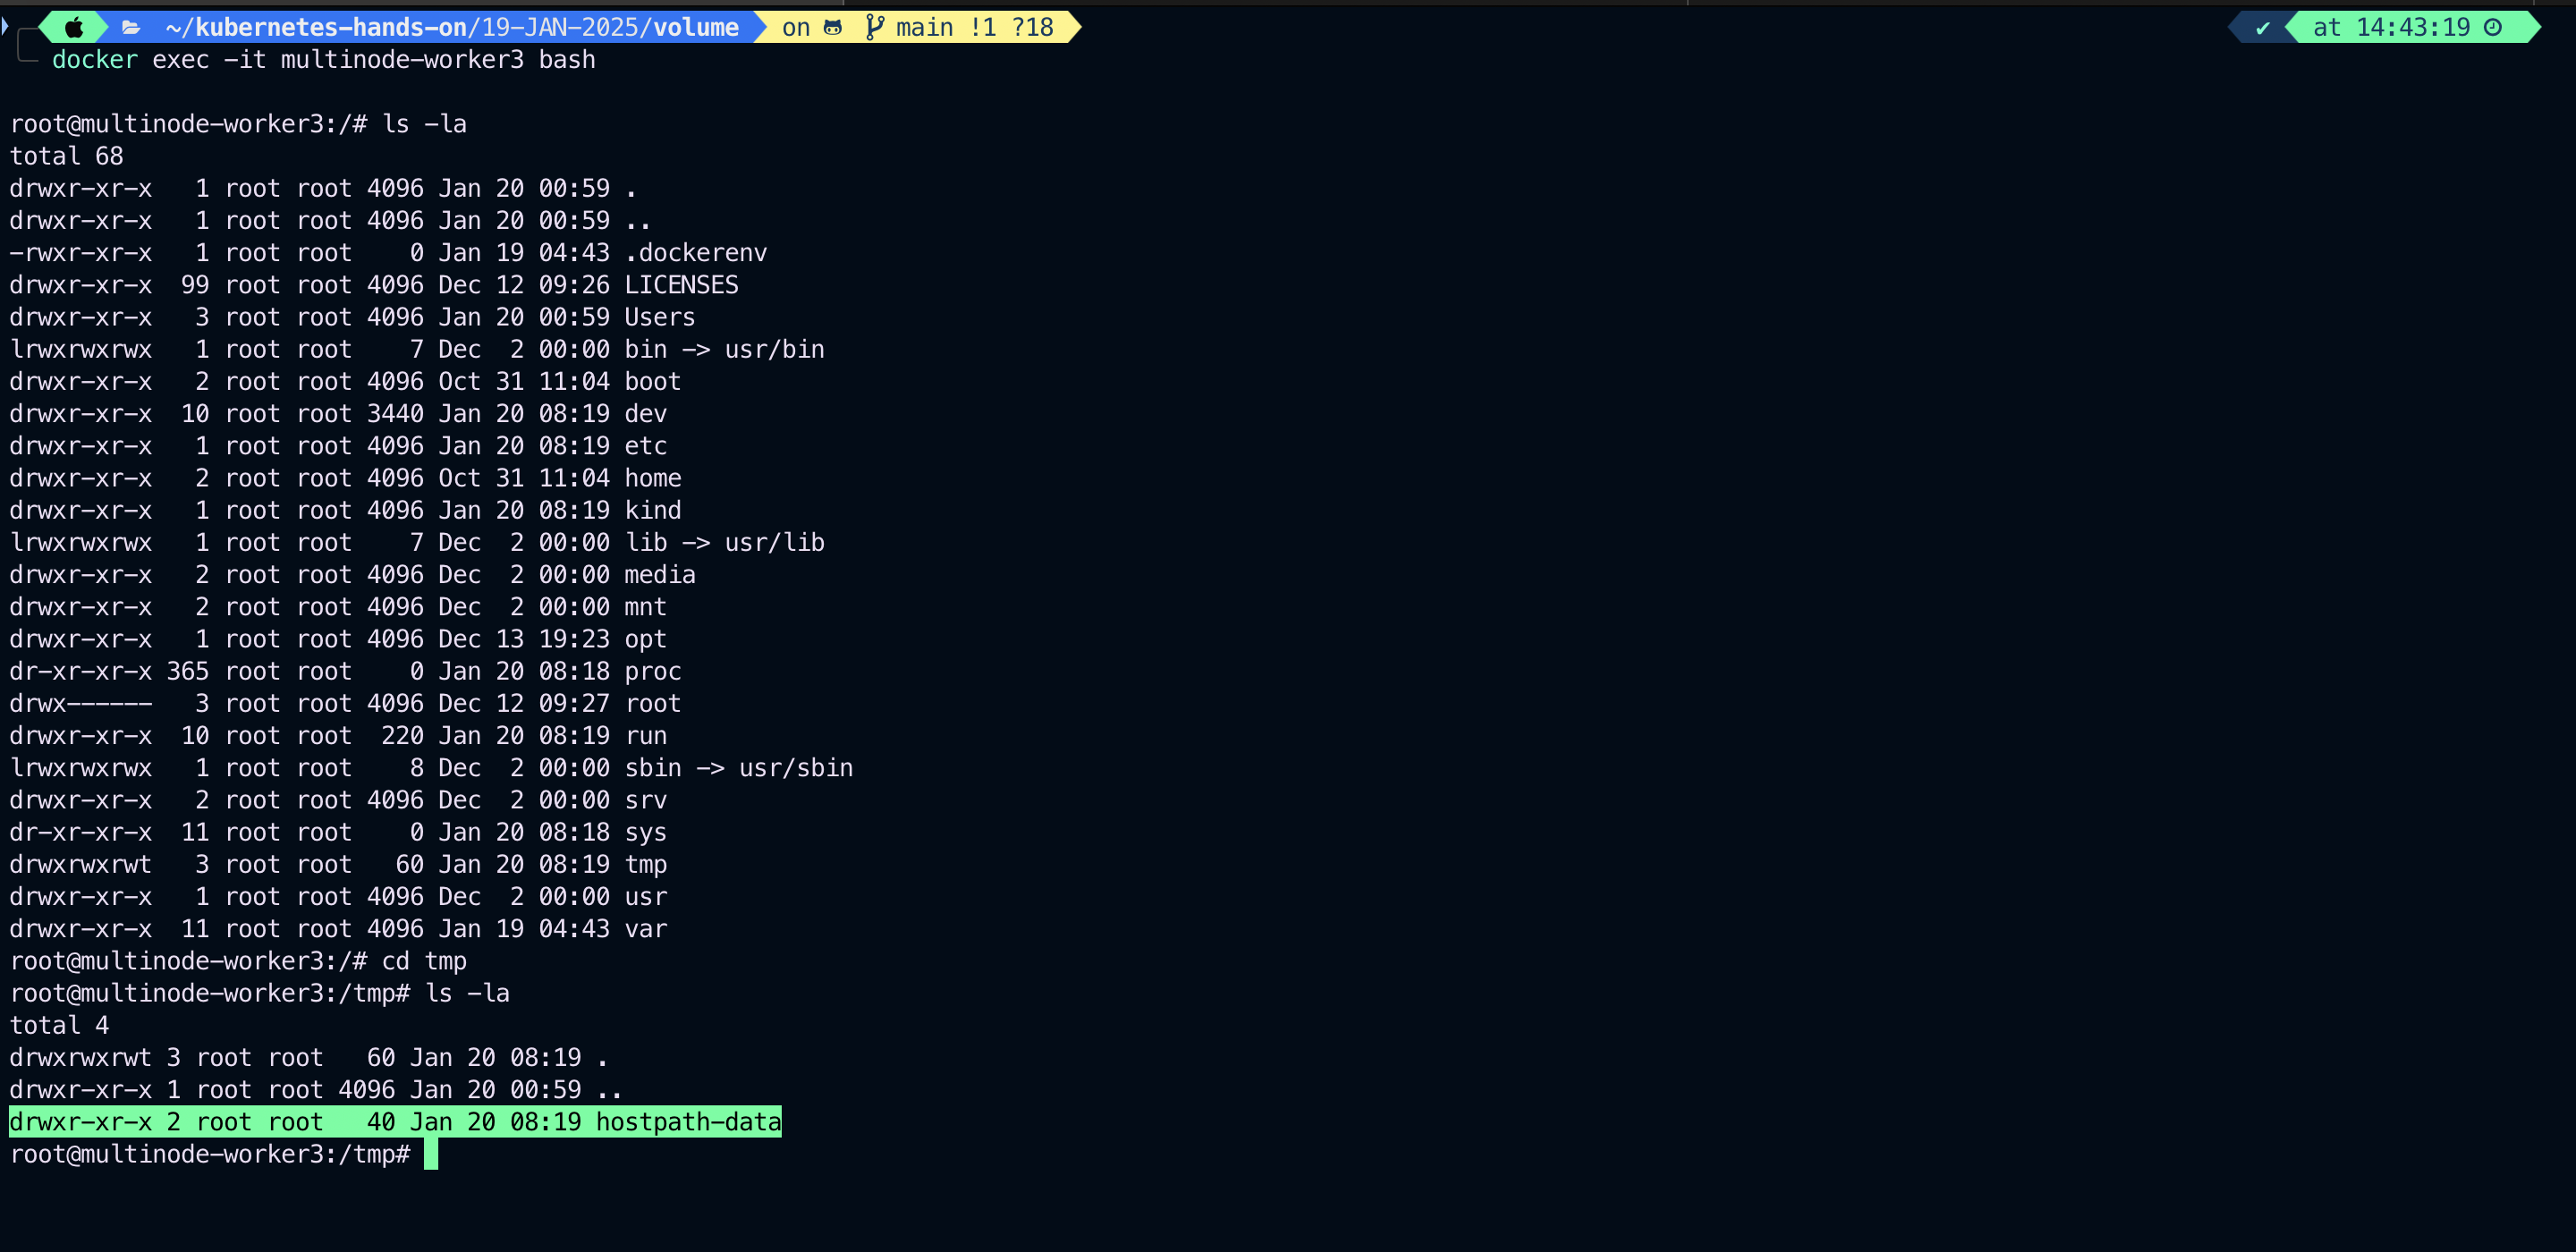 ~/kubernetes-hands-on/19-JAN-2025/volume on main !1 ?18 ✔ at 14:43:19
docker exec -it multinode-worker3 bash
root@multinode-worker3:/# ls -la
total 68
drwxr-xr-x   1 root root 4096 Jan 20 00:59 .
drwxr-xr-x   1 root root 4096 Jan 20 00:59 ..
-rwxr-xr-x   1 root root    0 Jan 19 04:43 .dockerenv
drwxr-xr-x  99 root root 4096 Dec 12 09:26 LICENSES
drwxr-xr-x   3 root root 4096 Jan 20 00:59 Users
lrwxrwxrwx   1 root root    7 Dec  2 00:00 bin -> usr/bin
drwxr-xr-x   2 root root 4096 Oct 31 11:04 boot
drwxr-xr-x  10 root root 3440 Jan 20 08:19 dev
drwxr-xr-x   1 root root 4096 Jan 20 08:19 etc
drwxr-xr-x   2 root root 4096 Oct 31 11:04 home
drwxr-xr-x   1 root root 4096 Jan 20 08:19 kind
lrwxrwxrwx   1 root root    7 Dec  2 00:00 lib -> usr/lib
drwxr-xr-x   2 root root 4096 Dec  2 00:00 media
drwxr-xr-x   2 root root 4096 Dec  2 00:00 mnt
drwxr-xr-x   1 root root 4096 Dec 13 19:23 opt
dr-xr-xr-x 365 root root    0 Jan 20 08:18 proc
drwx------   3 root root 4096 Dec 12 09:27 root
drwxr-xr-x  10 root root  220 Jan 20 08:19 run
lrwxrwxrwx   1 root root    8 Dec  2 00:00 sbin -> usr/sbin
drwxr-xr-x   2 root root 4096 Dec  2 00:00 srv
dr-xr-xr-x  11 root root    0 Jan 20 08:18 sys
drwxrwxrwt   3 root root   60 Jan 20 08:19 tmp
drwxr-xr-x   1 root root 4096 Dec  2 00:00 usr
drwxr-xr-x  11 root root 4096 Jan 19 04:43 var
root@multinode-worker3:/# cd tmp
root@multinode-worker3:/tmp# ls -la
total 4
drwxrwxrwt 3 root root   60 Jan 20 08:19 .
drwxr-xr-x 1 root root 4096 Jan 20 00:59 ..
drwxr-xr-x 2 root root   40 Jan 20 08:19 hostpath-data
root@multinode-worker3:/tmp#